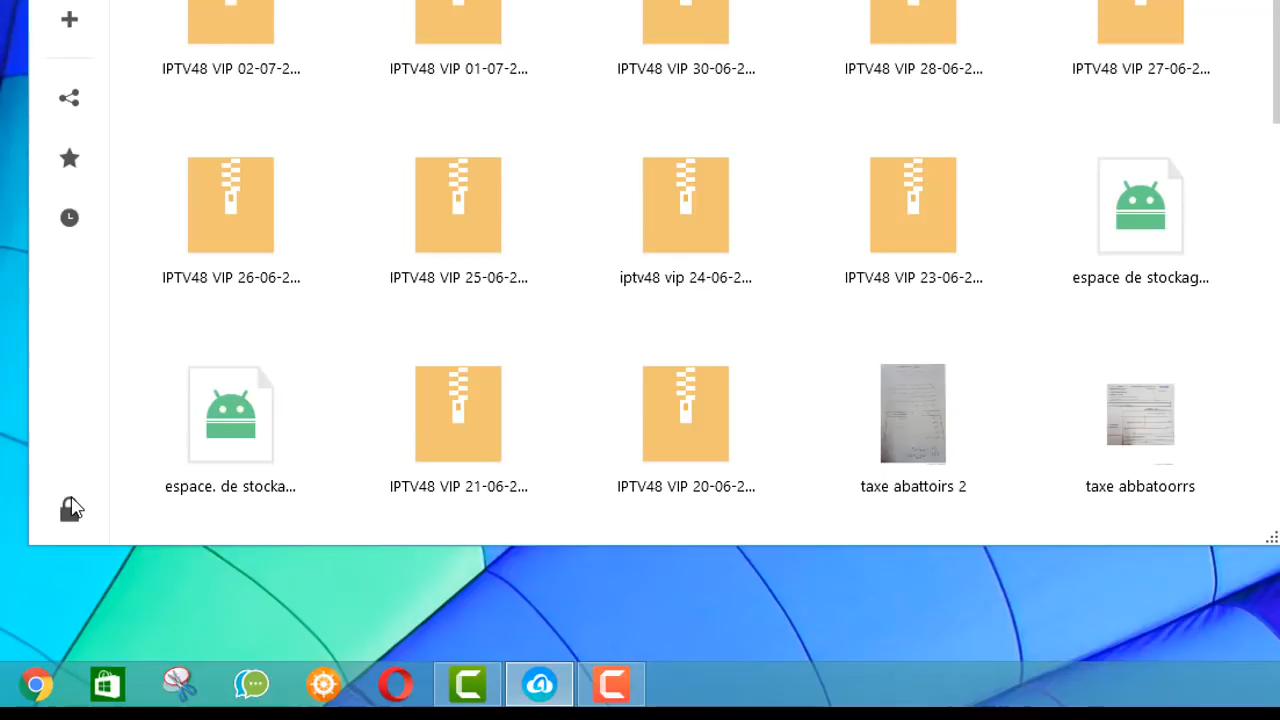 IPTV48 VIP 02-07-2...
IPTV48 VIP 01-07-2...
IPTV48 VIP 30-06-2...
IPTV48 VIP 28-06-2...
IPTV48 VIP 27-06-2...
IPTV48 VIP 26-06-2...
IPTV48 VIP 25-06-2...
iptv48 vip 24-06-2...
IPTV48 VIP 23-06-2...
espace de stockag...
espace. de stocka...
IPTV48 VIP 21-06-2...
IPTV48 VIP 20-06-2...
taxe abattoirs 2
taxe abbatoorrs